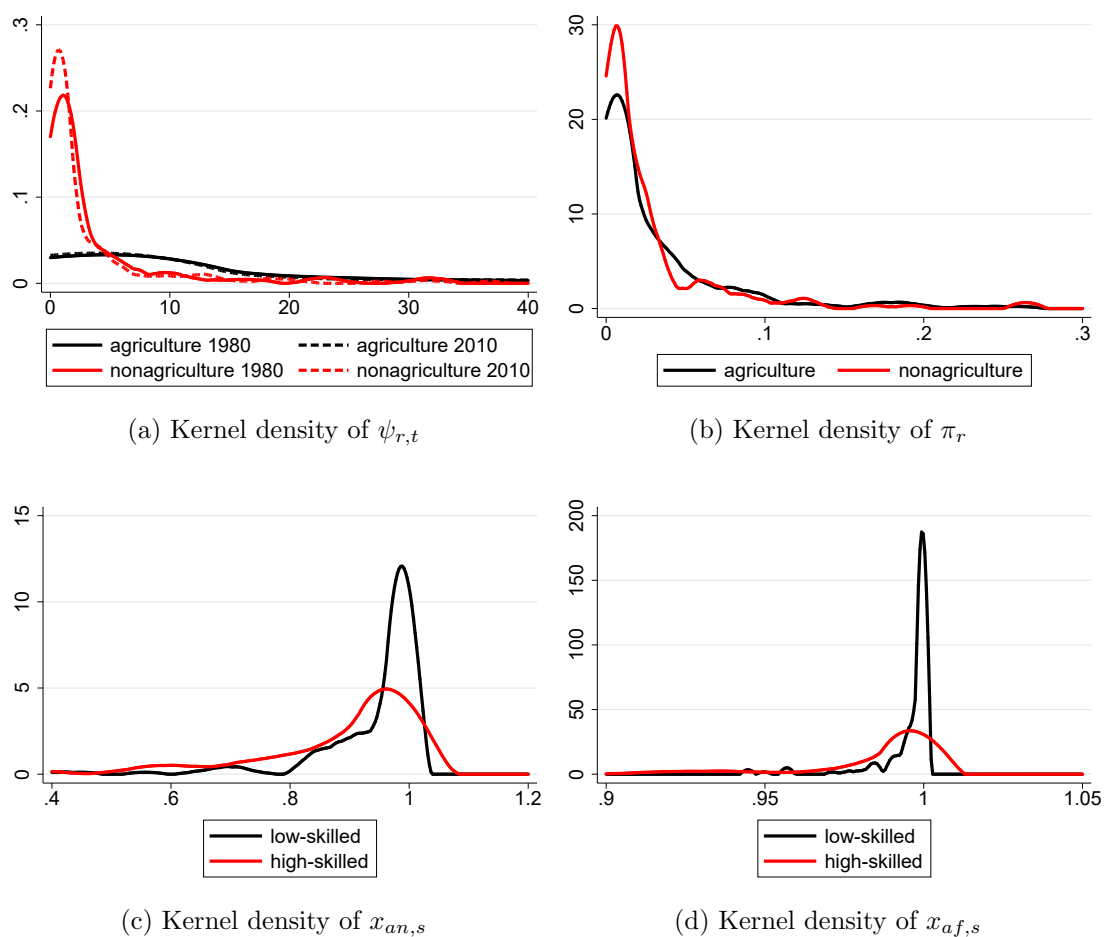 .3
.2
.1
0
0 10 20 30 40
agriculture 1980 agriculture 2010
nonagriculture 1980 nonagriculture 2010
(a) Kernel density of ψr,t
30
20
10
0
0 .1 .2 .3
agriculture nonagriculture
(b) Kernel density of πr
15
10
5
0
.4 .6 .8 1 1.2
low-skilled
high-skilled
(c) Kernel density of xan,s
200
150
100
50
0
.9 .95 1 1.05
low-skilled
high-skilled
(d) Kernel density of xaf,s